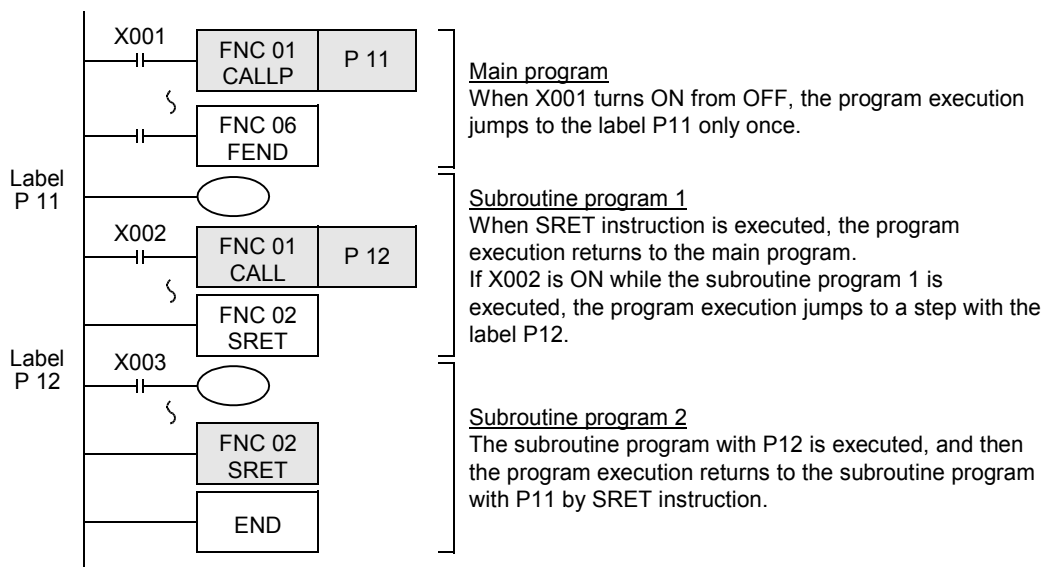 X001
FNC 01
CALLP
P 11
FNC 06
FEND
Main program
When X001 turns ON from OFF, the program execution
jumps to the label P11 only once.
Label
P 11
X002
FNC 01
CALL
P 12
FNC 02
SRET
Subroutine program 1
When SRET instruction is executed, the program
execution returns to the main program.
If X002 is ON while the subroutine program 1 is
executed, the program execution jumps to a step with the
label P12.
Label
P 12
X003
FNC 02
SRET
END
Subroutine program 2
The subroutine program with P12 is executed, and then
the program execution returns to the subroutine program
with P11 by SRET instruction.